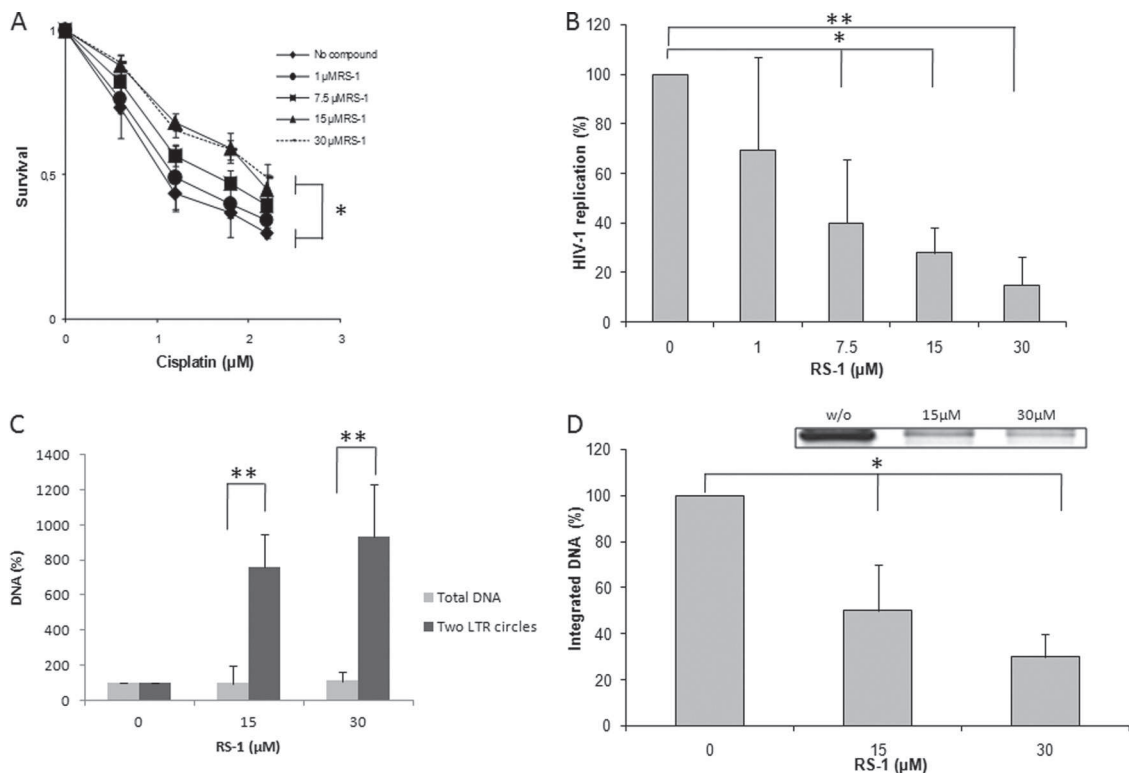 A
1
0,5
0
Survival
0
1
2
3
Cisplatin (µM)
No compound
1 µMRS-1
7.5 µMRS-1
15 µMRS-1
30 µMRS-1
*
B
120
100
80
60
40
20
0
HIV-1 replication (%)
**
*
0
1
7.5
15
30
RS-1 (µM)
C
1400
1200
1000
800
600
400
200
0
DNA (%)
**
**
0
15
30
RS-1 (µM)
Total DNA
Two LTR circles
D
w/o
15µM
30µM
120
100
80
60
40
20
0
Integrated DNA (%)
*
0
15
30
RS-1 (µM)